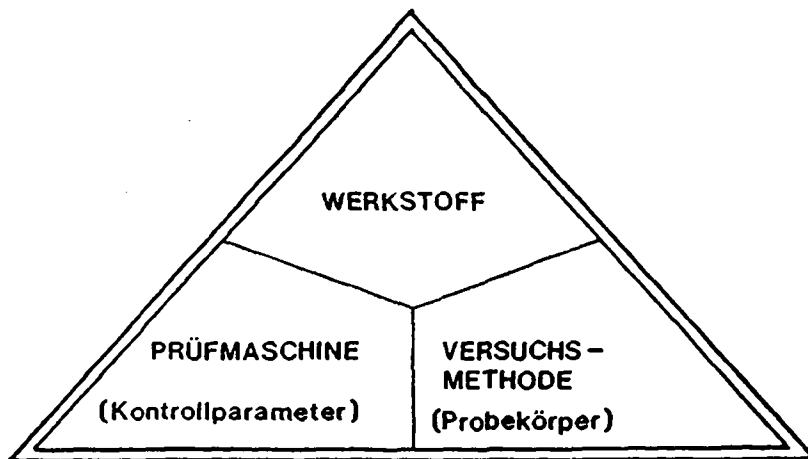 WERKSTOFF
PRÜFMASCHINE
(Kontrollparameter)
VERSUCHS-
METHODE
(Probekörper)